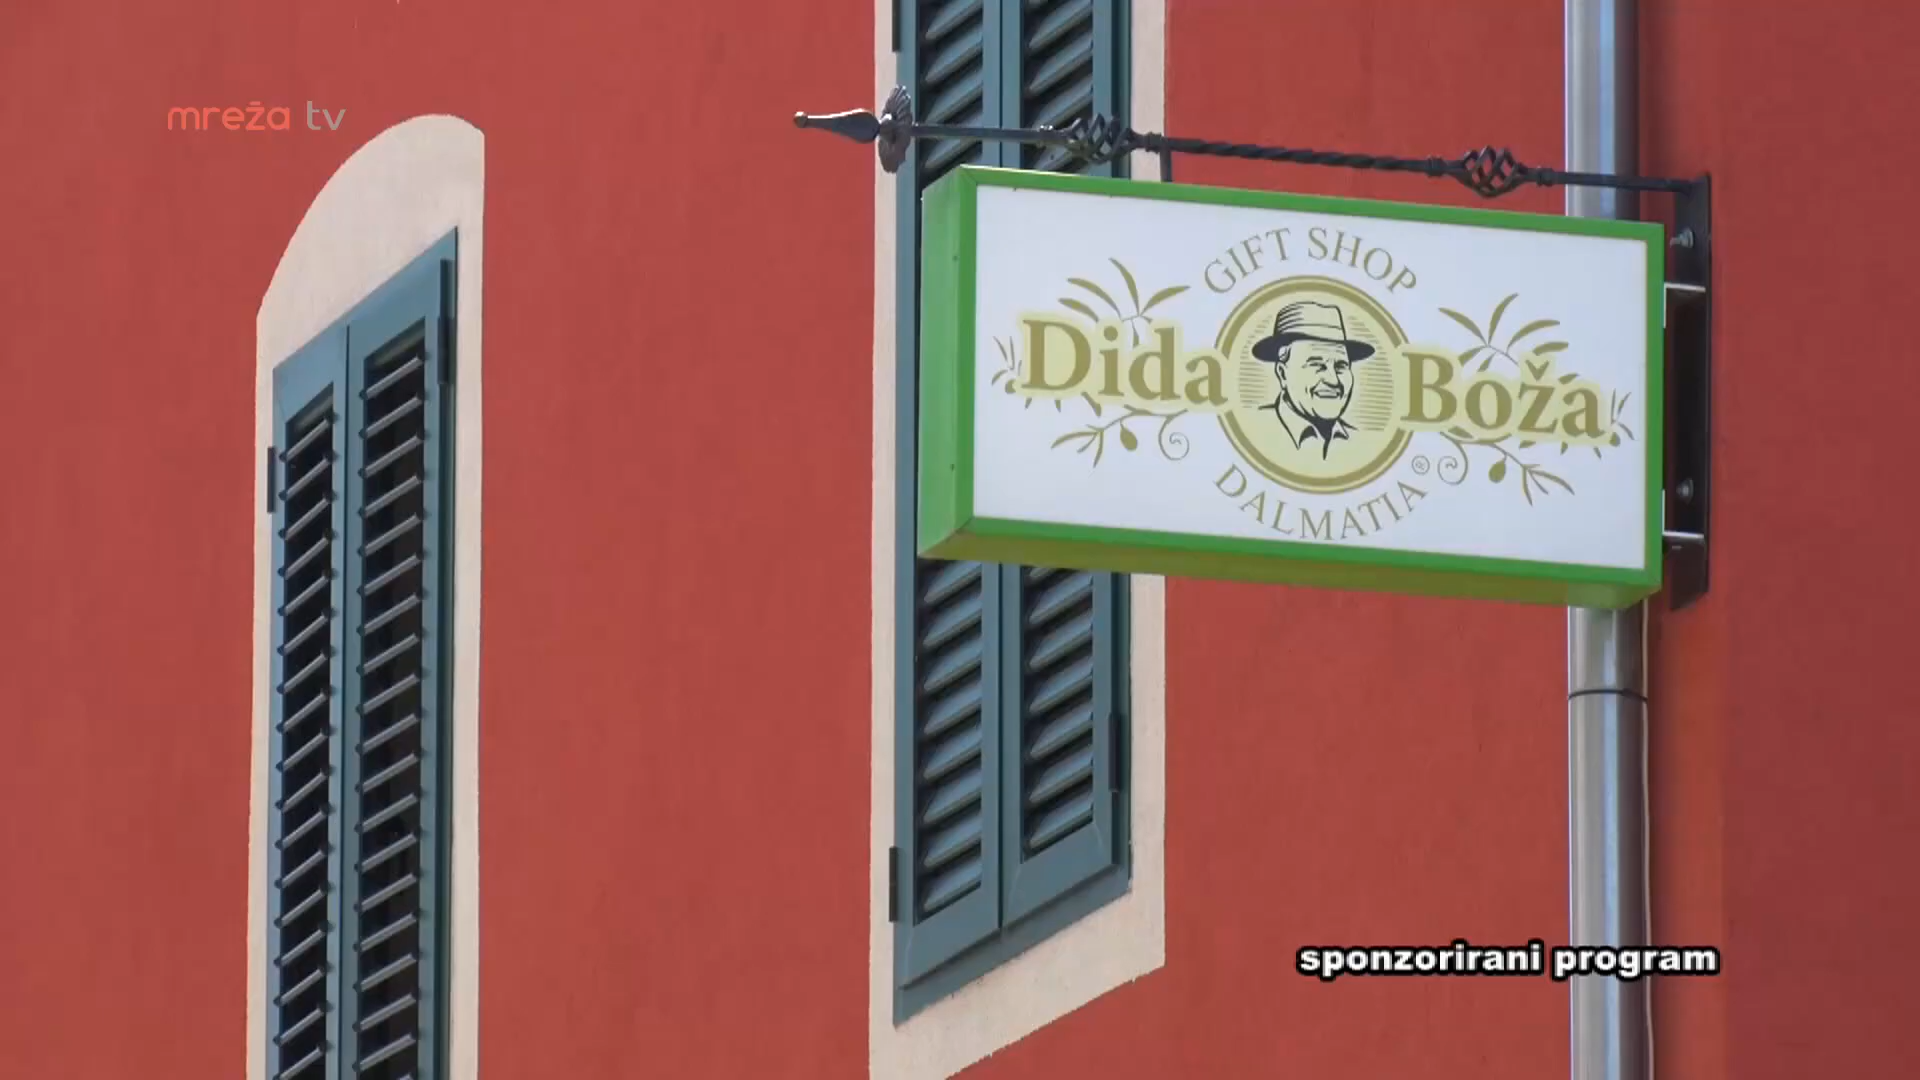 mreža tv
GIFT SHOP
Dida Boža
DALMATIA®
sponzorirani program